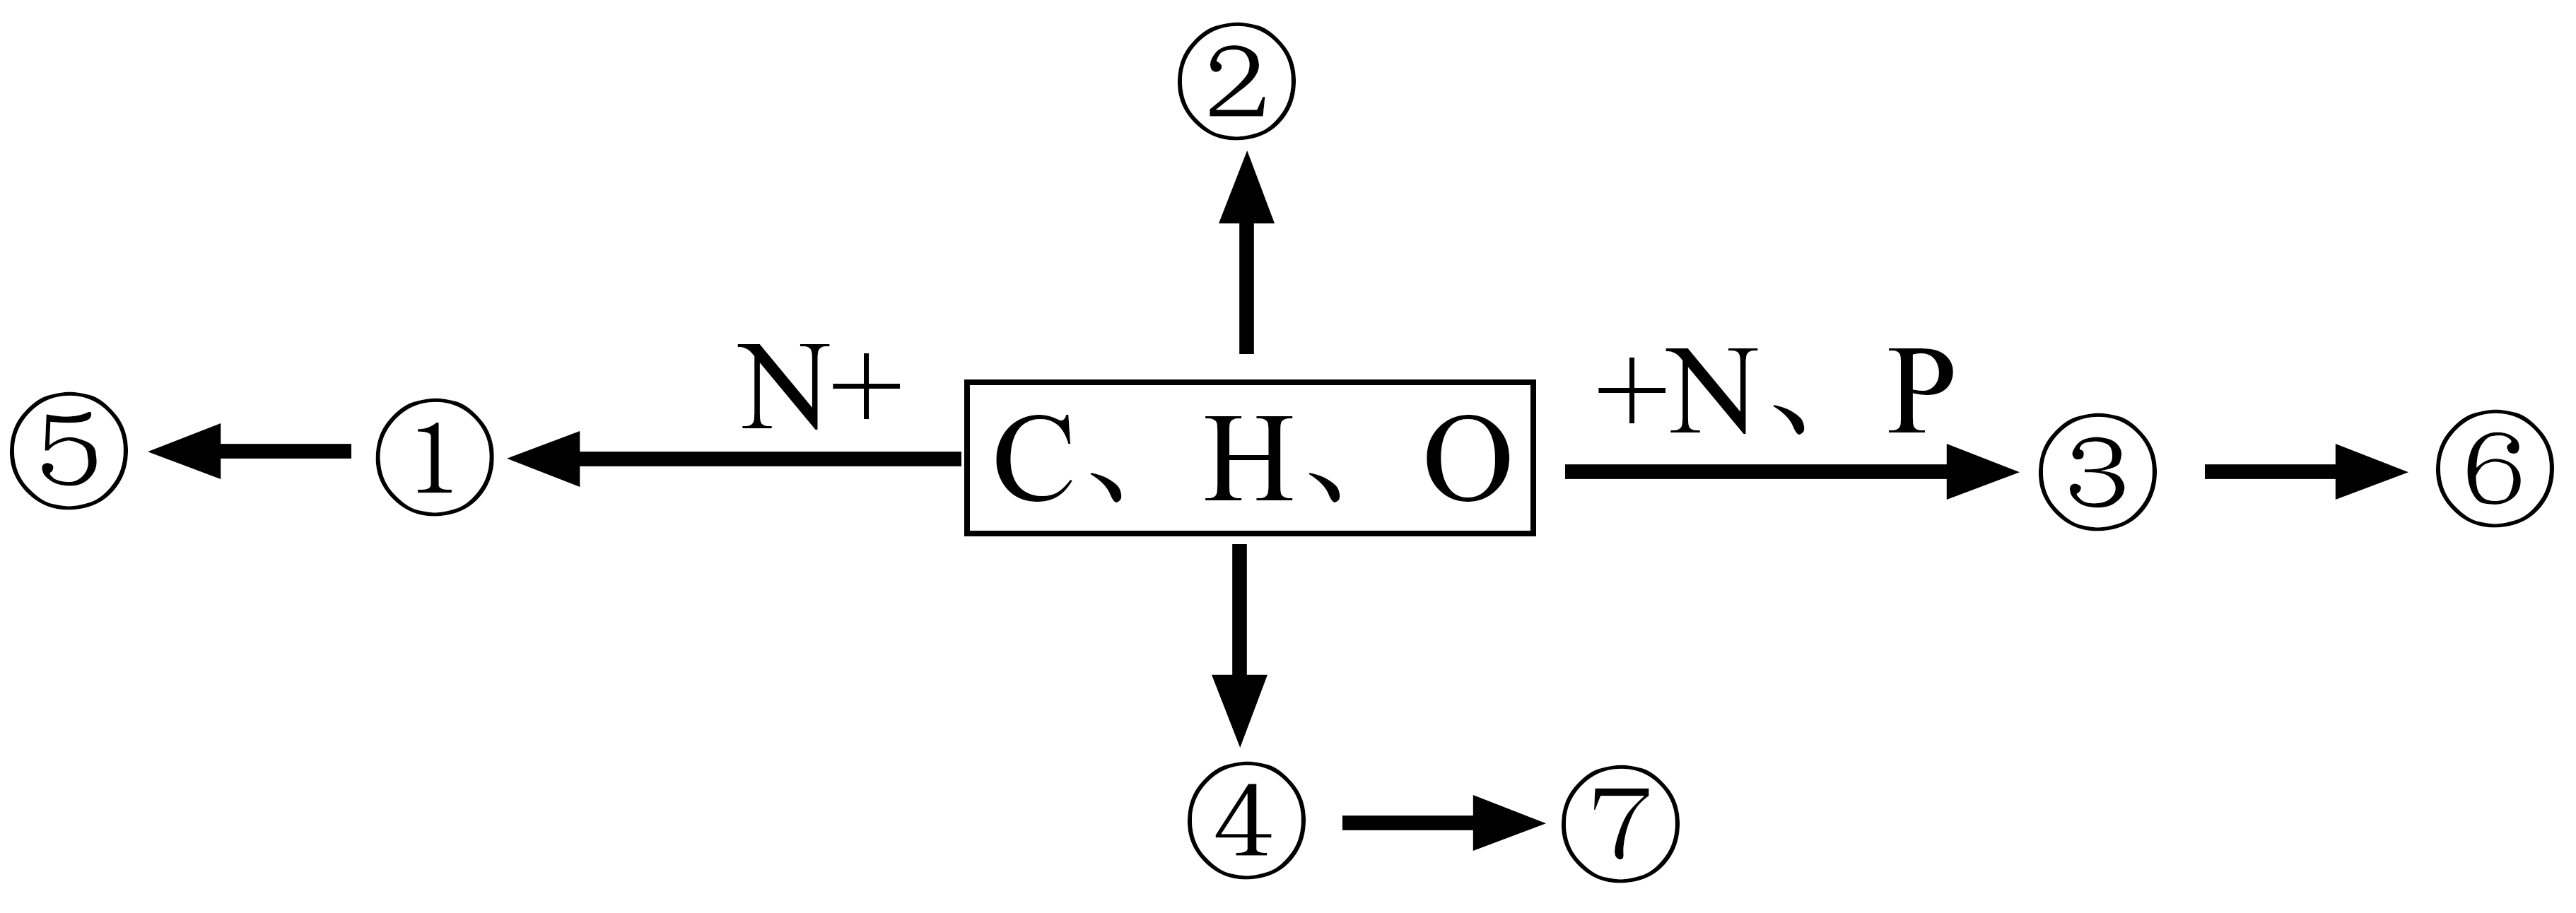 ②
N+
+N、P
⑤
①
C、H、O
③
⑥
④
⑦